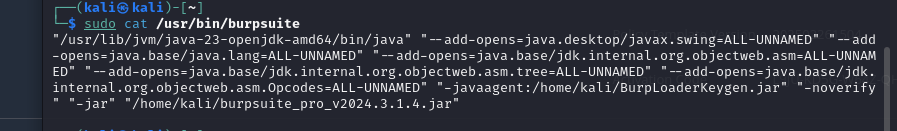 ┌──(kali㉿kali)-[~]
└─$ sudo cat /usr/bin/burpsuite
"/usr/lib/jvm/java-23-openjdk-amd64/bin/java" "--add-opens=java.desktop/javax.swing=ALL-UNNAMED" "--add
-opens=java.base/java.lang=ALL-UNNAMED" "--add-opens=java.base/jdk.internal.org.objectweb.asm=ALL-UNNAM
ED" "--add-opens=java.base/jdk.internal.org.objectweb.asm.tree=ALL-UNNAMED" "--add-opens=java.base/jdk.
internal.org.objectweb.asm.Opcodes=ALL-UNNAMED" "-javaagent:/home/kali/BurpLoaderKeygen.jar" "-noverify
" "-jar" "/home/kali/burpsuite_pro_v2024.3.1.4.jar"